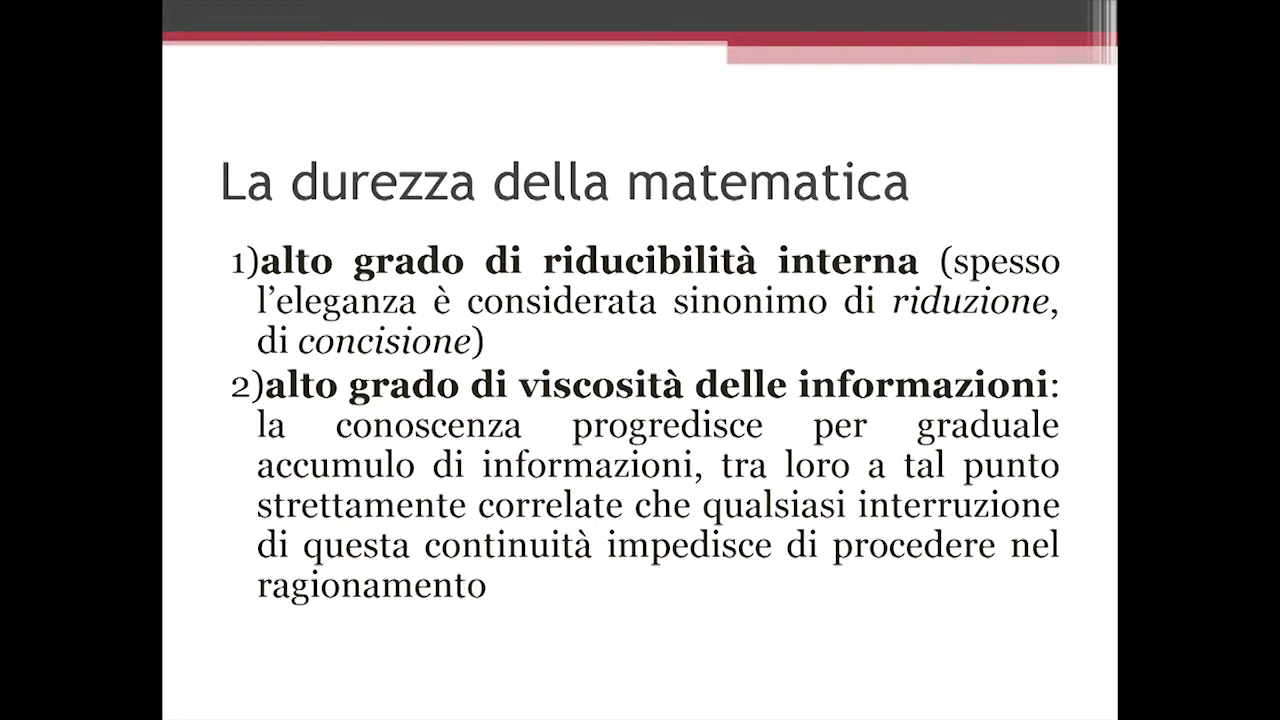 La durezza della matematica
1)alto grado di riducibilità interna (spesso
l’eleganza è considerata sinonimo di riduzione,
di concisione)
2)alto grado di viscosità delle informazioni:
la conoscenza progredisce per graduale
accumulo di informazioni, tra loro a tal punto
strettamente correlate che qualsiasi interruzione
di questa continuità impedisce di procedere nel
ragionamento